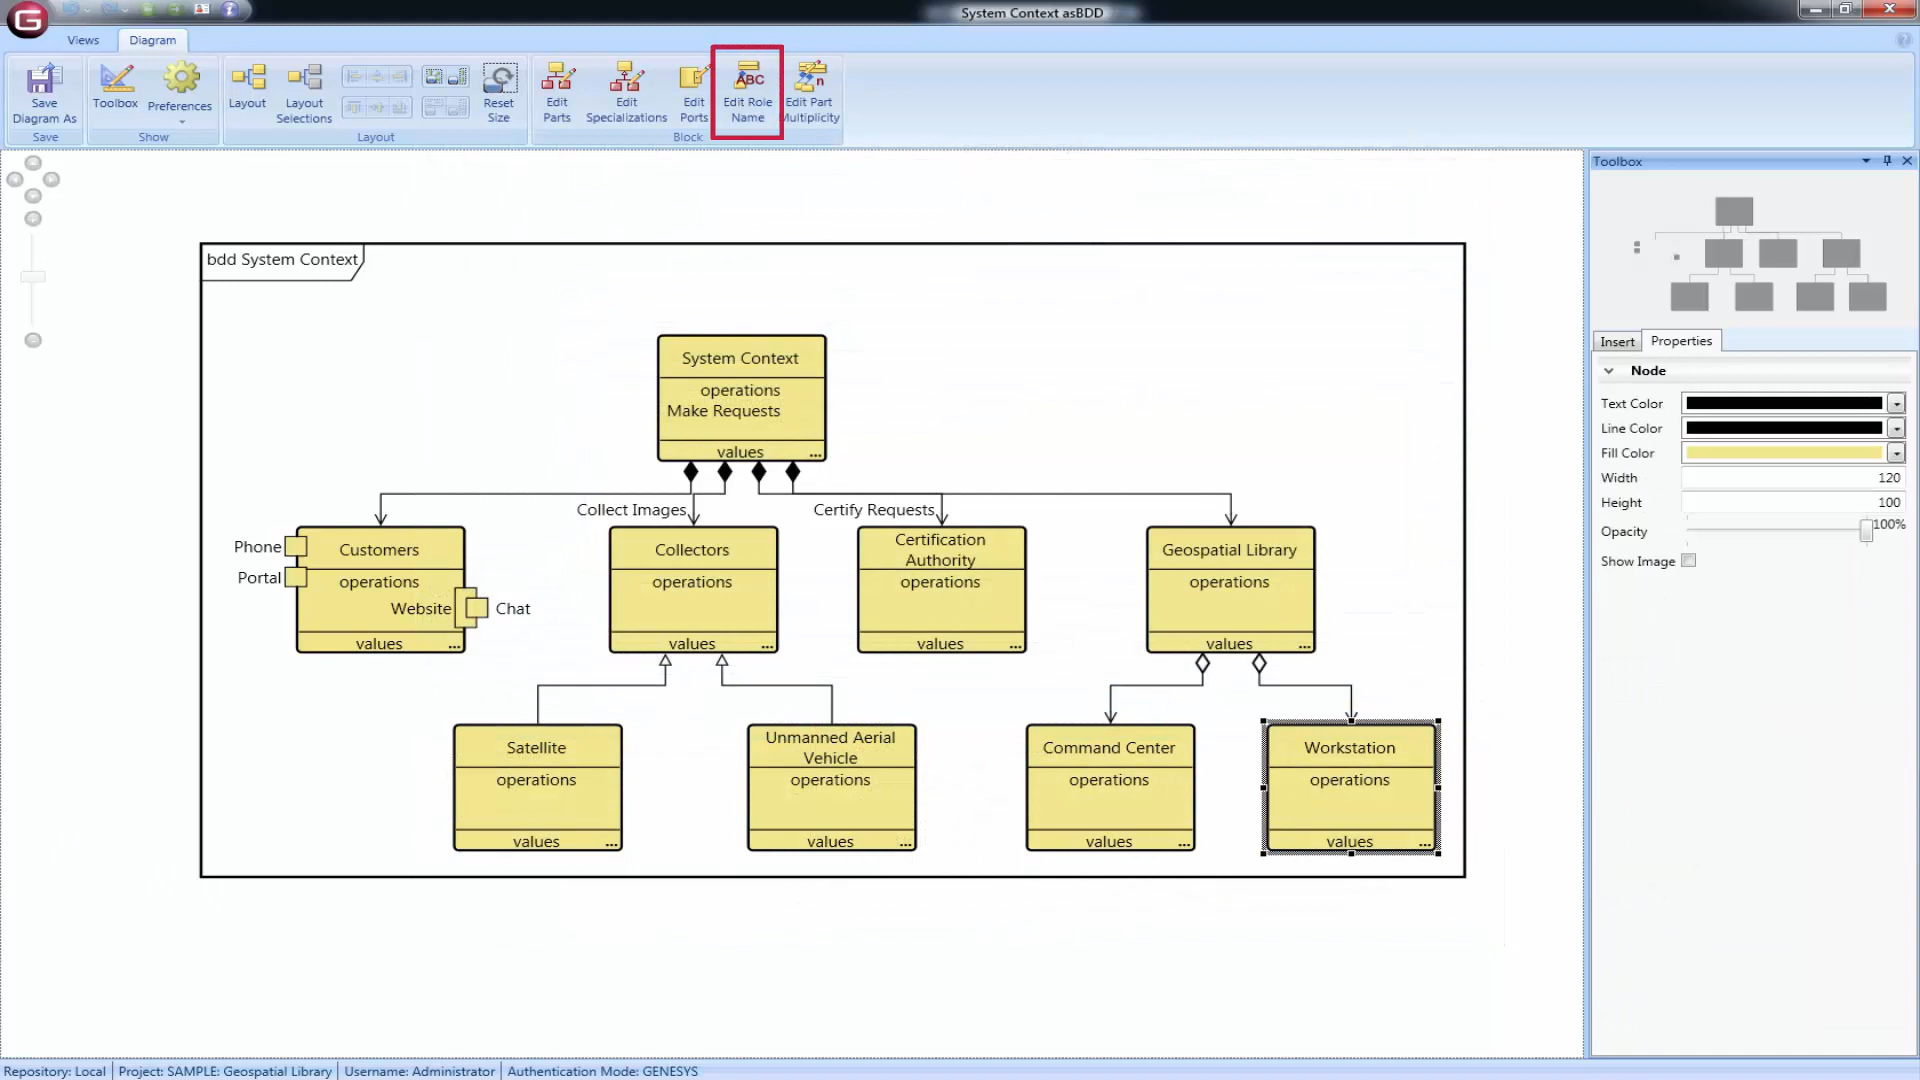 System Context asBDD
Views
Diagram
Save
Diagram As
Toolbox
Preferences
Layout
Layout
Selections
Reset
Size
Edit
Parts
Edit
Specializations
Edit
Ports
ABC
Edit Role
Name
n
Edit Part
Multiplicity
Save
Show
Layout
Block
Toolbox
Insert
Properties
Node
Text Color
Line Color
Fill Color
Width
120
Height
100
Opacity
100%
Show Image
bdd System Context
System Context
operations
Make Requests
values
...
Collect Images
Certify Requests
Phone
Portal
Customers
operations
Website
Chat
values
...
Collectors
operations
values
...
Certification
Authority
operations
values
...
Geospatial Library
operations
values
...
Satellite
operations
values
...
Unmanned Aerial
Vehicle
operations
values
...
Command Center
operations
values
...
Workstation
operations
values
...
Repository: Local
Project: SAMPLE: Geospatial Library
Username: Administrator
Authentication Mode: GENESYS